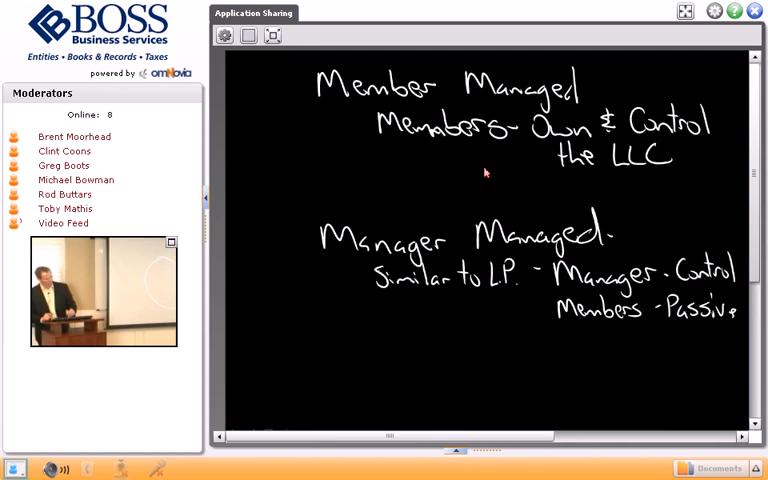 BOSS
Business Services
Entities • Books & Records • Taxes
powered by omNovia
Moderators
Online: 8
Brent Moorhead
Clint Coons
Greg Boots
Michael Bowman
Rod Buttars
Toby Mathis
Video Feed
Application Sharing
Member Managed
Members - Own & Control
the LLC
Manager Managed.
Similar to L.P. - Manager - Control
Members - Passive
Documents